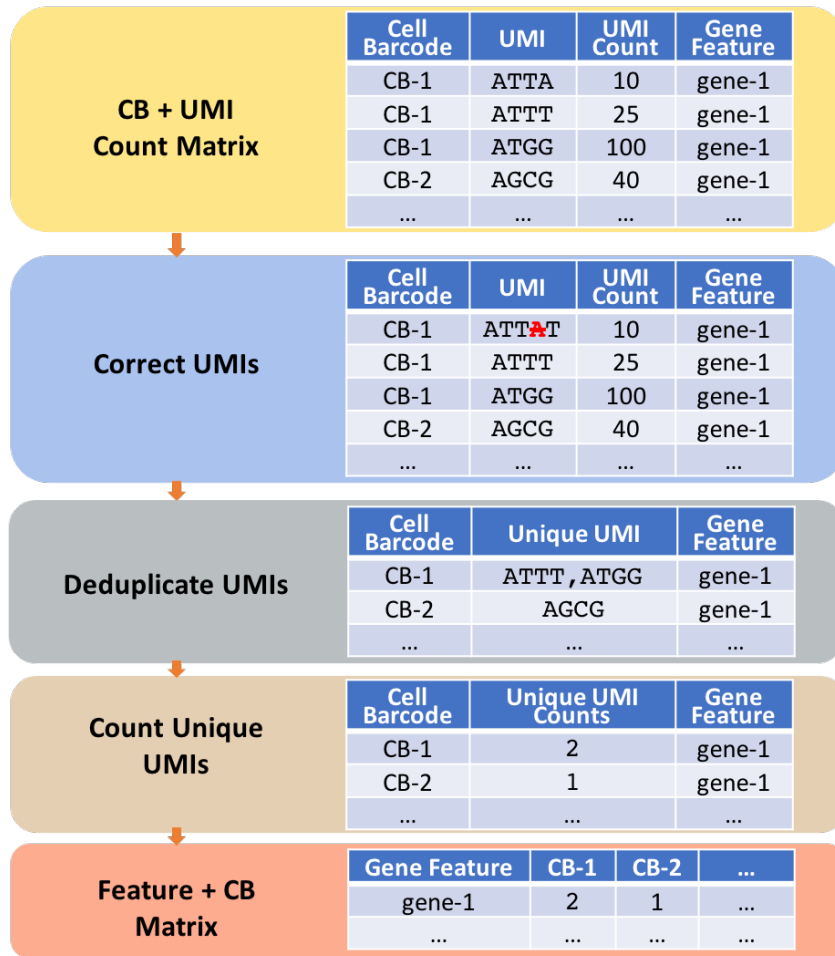 CB + UMI
Count Matrix
Cell Barcode UMI UMI Count Gene Feature
CB-1 ATTA 10 gene-1
CB-1 ATTT 25 gene-1
CB-1 ATGG 100 gene-1
CB-2 AGCG 40 gene-1
... ... ... ...
Correct UMIs
Cell Barcode UMI UMI Count Gene Feature
CB-1 ATTAT 10 gene-1
CB-1 ATTT 25 gene-1
CB-1 ATGG 100 gene-1
CB-2 AGCG 40 gene-1
... ... ... ...
Deduplicate UMIs
Cell Barcode Unique UMI Gene Feature
CB-1 ATTT,ATGG gene-1
CB-2 AGCG gene-1
... ... ...
Count Unique
UMIs
Cell Barcode Unique UMI Counts Gene Feature
CB-1 2 gene-1
CB-2 1 gene-1
... ... ...
Feature + CB
Matrix
Gene Feature CB-1 CB-2 ...
gene-1 2 1 ...
... ... ... ...